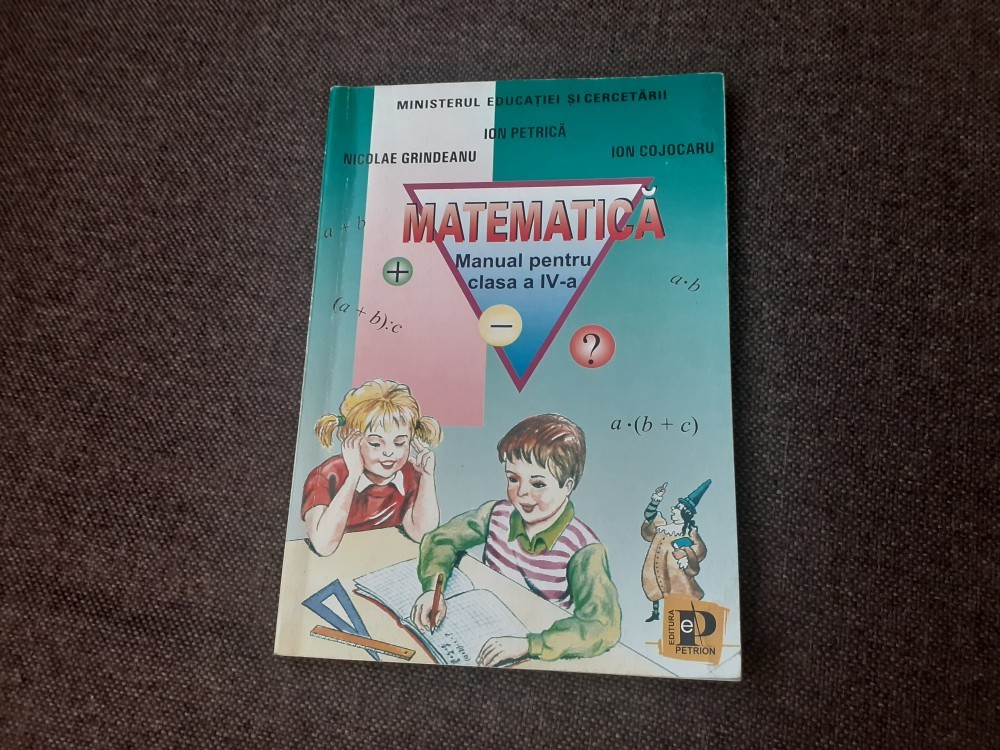 MINISTERUL EDUCAȚIEI ȘI CERCETĂRII
ION PETRICĂ
NICOLAE GRINDEANU
ION COJOCARU
MATEMATICĂ
Manual pentru
clasa a IV-a
a + b
+
a·b
(a + b):c
−
?
a·(b + c)
EDITURA
PETRION